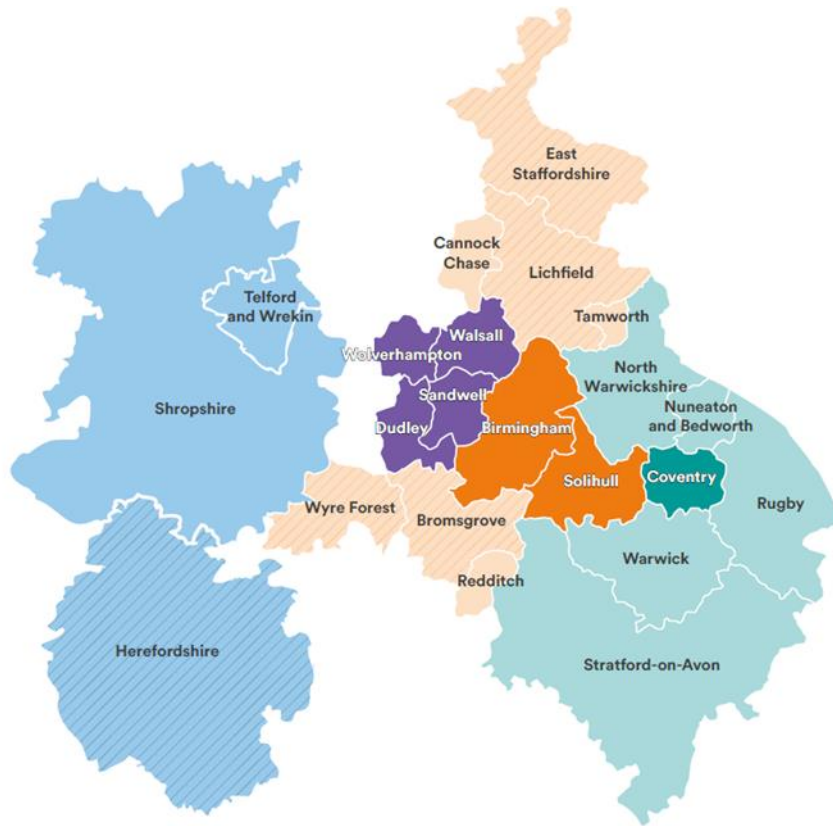 East
Staffordshire
Cannock
Chase
Lichfield
Telford
and Wrekin
Tamworth
Walsall
Wolverhampton
North
Warwickshire
Sandwell
Nuneaton
and Bedworth
Shropshire
Dudley
Birmingham
Solihull
Coventry
Wyre Forest
Bromsgrove
Rugby
Warwick
Redditch
Herefordshire
Stratford-on-Avon